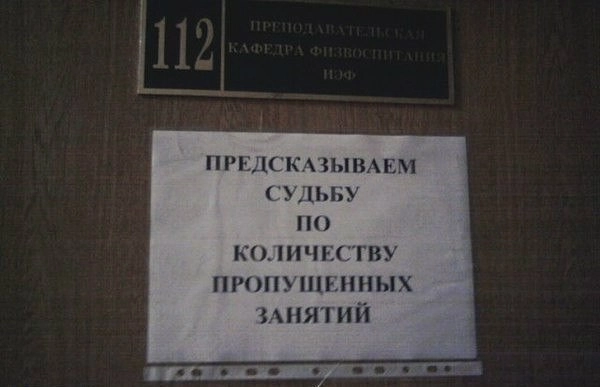 112
ПРЕПОДАВАТЕЛЬСКАЯ
КАФЕДРА ФИЗВОСПИТАНИЯ
ИЭФ
ПРЕДСКАЗЫВАЕМ
СУДЬБУ
ПО
КОЛИЧЕСТВУ
ПРОПУЩЕННЫХ
ЗАНЯТИЙ